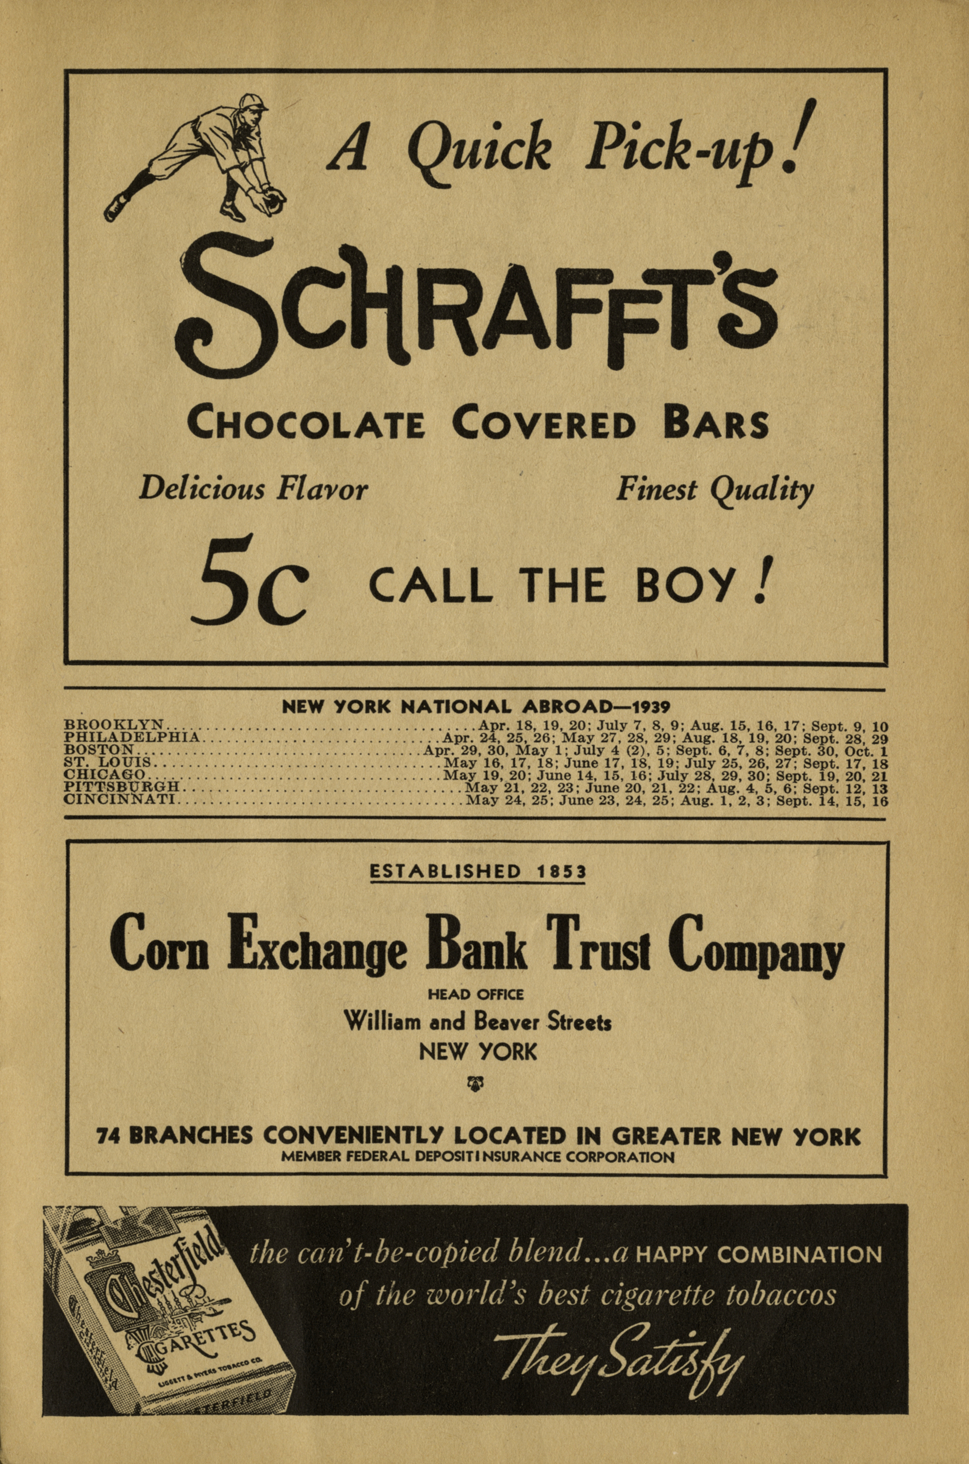 A Quick Pick-up!
SCHRAFFT'S
CHOCOLATE COVERED BARS
Delicious Flavor Finest Quality
5c CALL THE BOY!
NEW YORK NATIONAL ABROAD—1939
BROOKLYN........Apr. 18, 19, 20; July 7, 8, 9; Aug. 15, 16, 17; Sept. 9, 10
PHILADELPHIA........Apr. 24, 25, 26; May 27, 28, 29; Aug. 18, 19, 20; Sept. 28, 29
BOSTON........Apr. 29, 30, May 1; July 4 (2), 5; Sept. 6, 7, 8; Sept. 30, Oct. 1
ST. LOUIS........May 16, 17, 18; June 17, 18, 19; July 25, 26, 27; Sept. 17, 18
CHICAGO........May 19, 20; June 14, 15, 16; July 28, 29, 30; Sept. 19, 20, 21
PITTSBURGH........May 21, 22, 23; June 20, 21, 22; Aug. 4, 5, 6; Sept. 12, 13
CINCINNATI........May 24, 25; June 23, 24, 25; Aug. 1, 2, 3; Sept. 14, 15, 16
ESTABLISHED 1853
Corn Exchange Bank Trust Company
HEAD OFFICE
William and Beaver Streets
NEW YORK
74 BRANCHES CONVENIENTLY LOCATED IN GREATER NEW YORK
MEMBER FEDERAL DEPOSIT INSURANCE CORPORATION
the can't-be-copied blend...a HAPPY COMBINATION
of the world's best cigarette tobaccos
They Satisfy
Chesterfield
CIGARETTES
LIGGETT & MYERS TOBACCO CO.